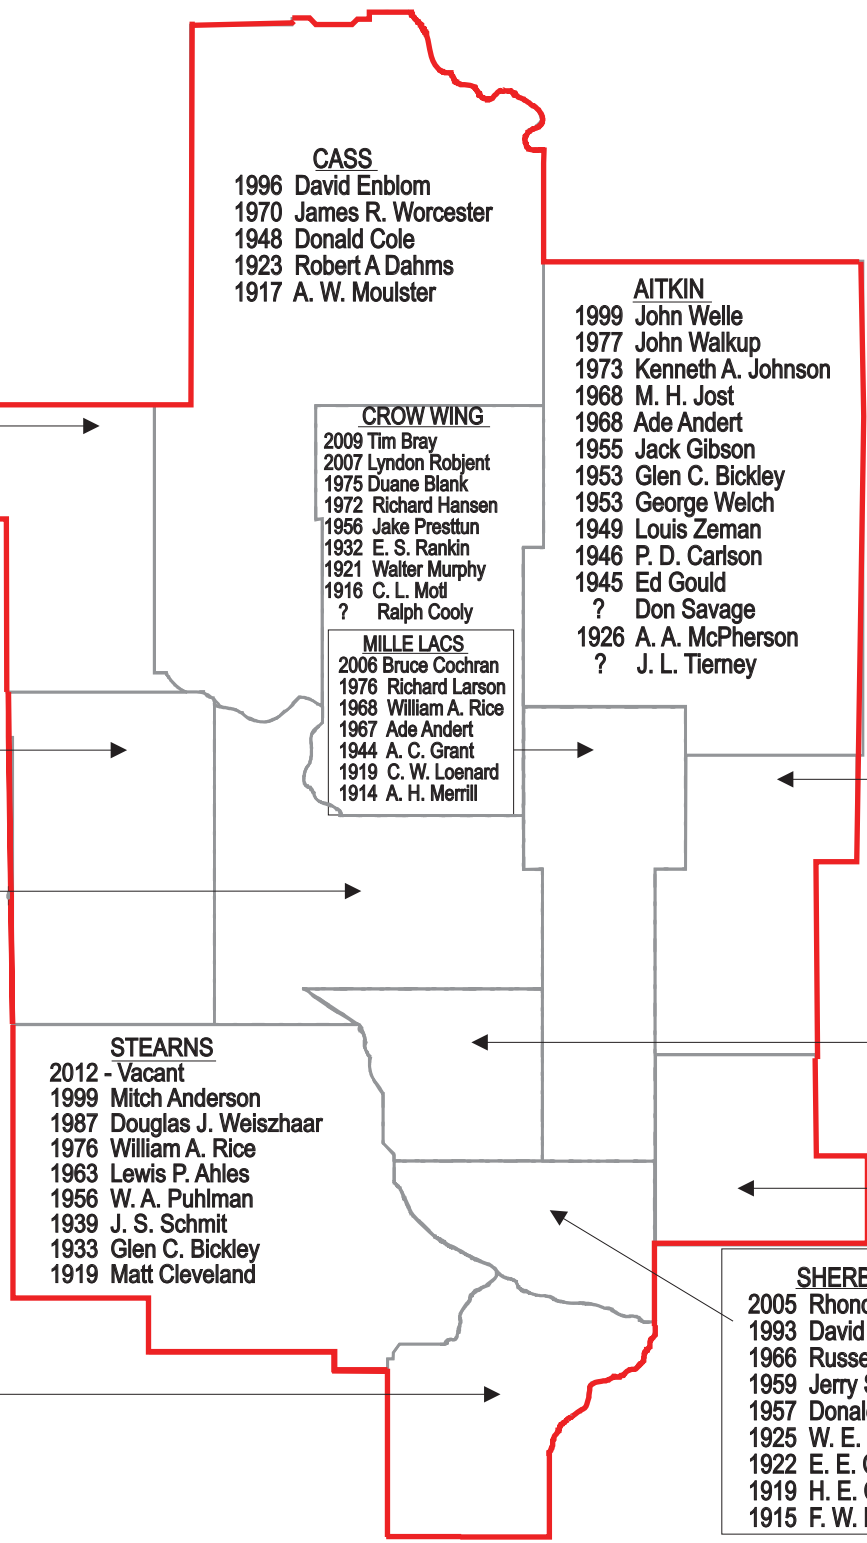 CASS
1996 David Enblom
1970 James R. Worcester
1948 Donald Cole
1923 Robert A Dahms
1917 A. W. Moulster
AITKIN
1999 John Welle
1977 John Walkup
1973 Kenneth A. Johnson
1968 M. H. Jost
1968 Ade Andert
1955 Jack Gibson
1953 Glen C. Bickley
1953 George Welch
1949 Louis Zeman
1946 P. D. Carlson
1945 Ed Gould
? Don Savage
1926 A. A. McPherson
? J. L. Tierney
CROW WING
2009 Tim Bray
2007 Lyndon Robjent
1975 Duane Blank
1972 Richard Hansen
1956 Jake Presttun
1932 E. S. Rankin
1921 Walter Murphy
1916 C. L. Motl
? Ralph Cooly
MILLE LACS
2006 Bruce Cochran
1976 Richard Larson
1968 William A. Rice
1967 Ade Andert
1944 A. C. Grant
1919 C. W. Loenard
1914 A. H. Merrill
STEARNS
2012 - Vacant
1999 Mitch Anderson
1987 Douglas J. Weiszhaar
1976 William A. Rice
1963 Lewis P. Ahles
1956 W. A. Puhlman
1939 J. S. Schmit
1933 Glen C. Bickley
1919 Matt Cleveland
2005
1993 David
1966
1959 Jerry
1957
1925 W. E.
1922 E. E.
1919 H. E.
1915 F. W.